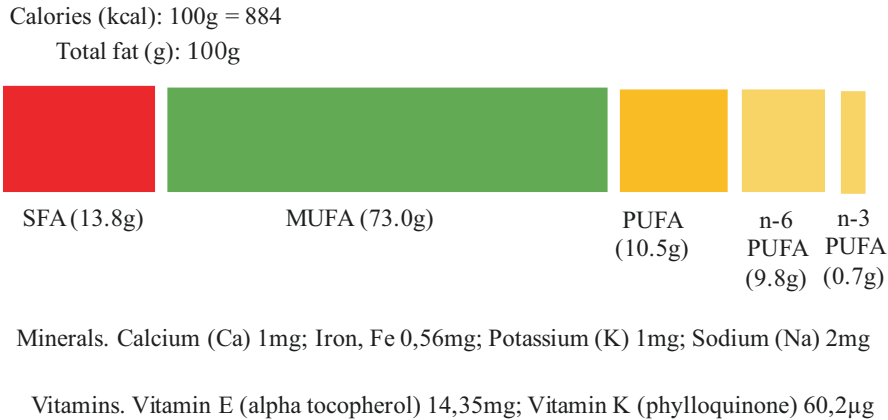 Calories (kcal): 100g = 884
Total fat (g): 100g
SFA (13.8g)
MUFA (73.0g)
PUFA
(10.5g)
n-6
PUFA
(9.8g)
n-3
PUFA
(0.7g)
Minerals. Calcium (Ca) 1mg; Iron, Fe 0,56mg; Potassium (K) 1mg; Sodium (Na) 2mg
Vitamins. Vitamin E (alpha tocopherol) 14,35mg; Vitamin K (phylloquinone) 60,2µg